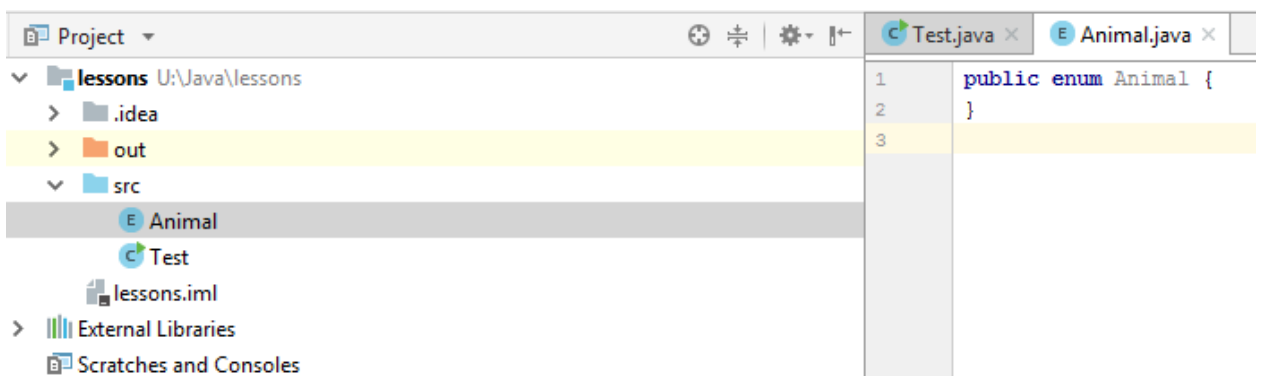 Project
lessons U:\Java\lessons
.idea
out
src
E Animal
C Test
lessons.iml
External Libraries
Scratches and Consoles
C Test.java
E Animal.java
1 public enum Animal {
2 }
3